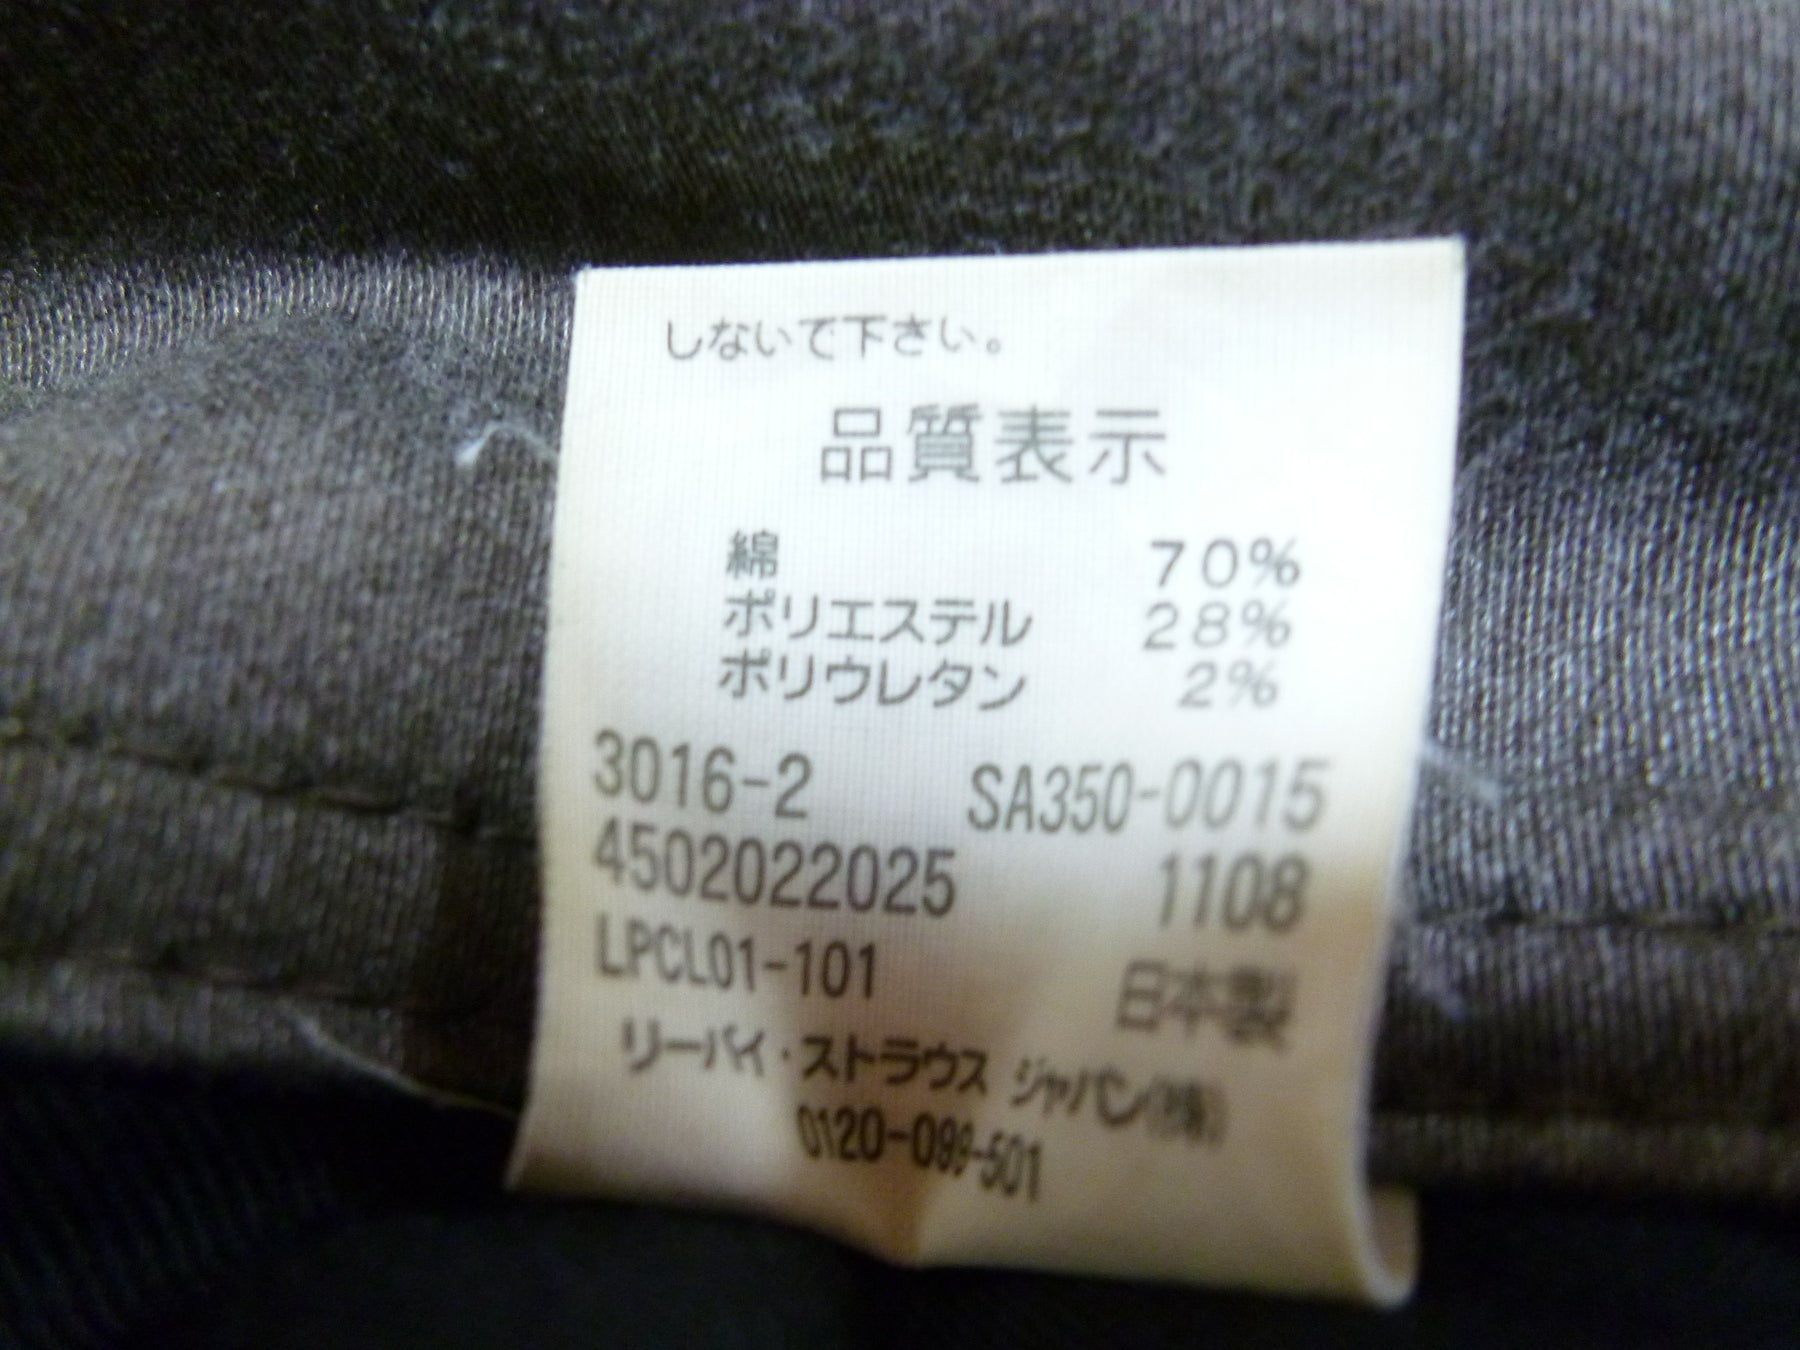 しないで下さい。
品質表示
綿 70%
ポリエステル 28%
ポリウレタン 2%
3016-2 SA350-0015
4502022025 1108
LPCL01-101 日本製
リーバイ・ストラウス ジャパン(株)
0120-099-501